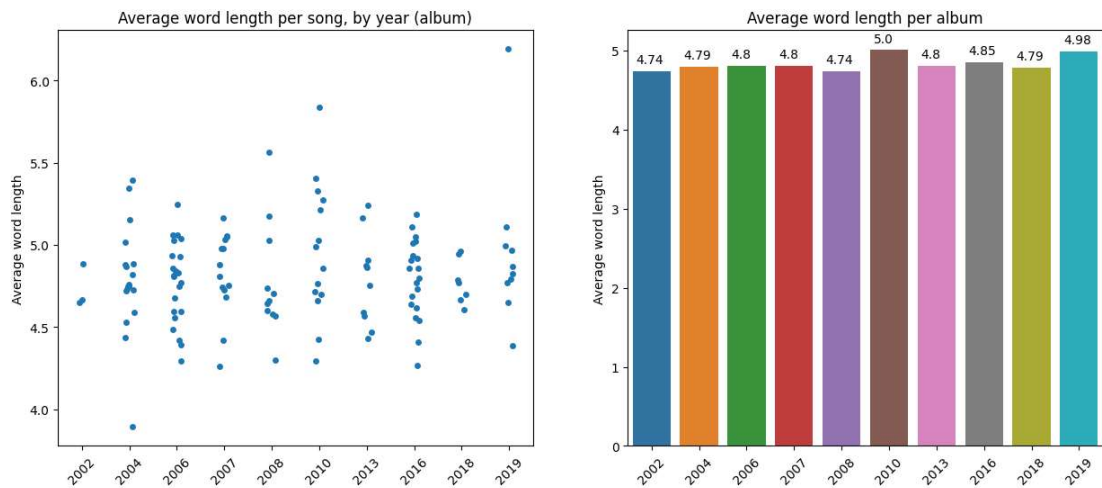 Average word length per song, by year (album)
Average word length
6.0
5.5
5.0
4.5
4.0
2002 2004 2006 2007 2008 2010 2013 2016 2018 2019
Average word length per album
Average word length
5
4
3
2
1
0
4.74 4.79 4.8 4.8 4.74 5.0 4.8 4.85 4.79 4.98
2002 2004 2006 2007 2008 2010 2013 2016 2018 2019